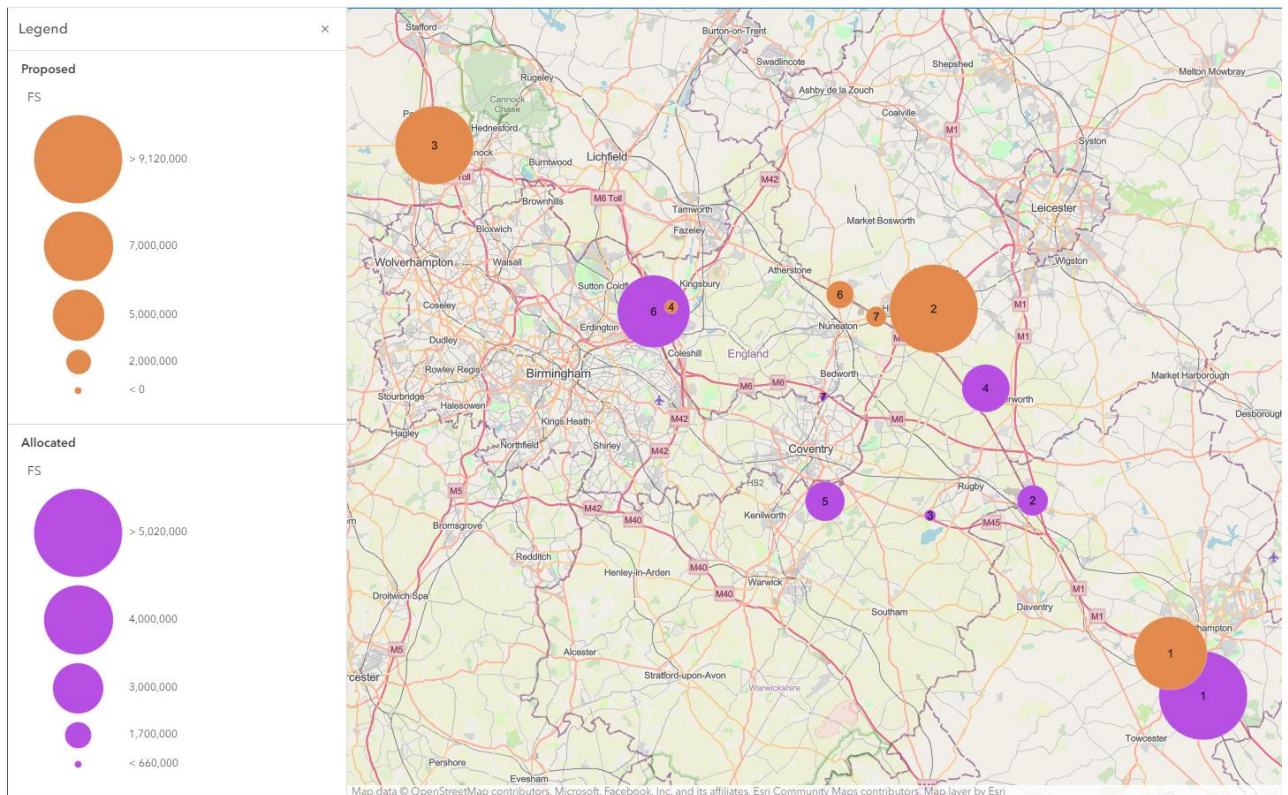 Legend ×
Proposed
FS
> 9,120,000
7,000,000
5,000,000
2,000,000
< 0
Allocated
FS
> 5,020,000
4,000,000
3,000,000
1,700,000
< 660,000
Stafford
Burton-on-Trent
Swadlincote
Shepshed
Melton Mowbray
Rugeley
Ashby de la Zouch
Cannock
Chase
Coalville
Hednesford
M1
3
Syston
Burntwood
Lichfield
Toll
M42
M6 Toll
Brownhills
Tamworth
Leicester
Bloxwich
Fazeley
Market Bosworth
Wolverhampton
Walsall
Wigston
Atherstone
Sutton Coldf
Kingsbury
6
Coseley
6
4
7
2
M1
Erdington
Nuneaton
Dudley
M1
Coleshill
England
Rowley Regis
Birmingham
Bedworth
Market Harborough
M6
M6
4
erworth
Stourbridge
Halesowen
7
Desborou
M42
M6
Hagley
Northfield
Kings Heath
Shirley
Coventry
M42
HS2
Rugby
M5
5
2
M42
Kenilworth
3
M40
M45
Bromsgrove
Redditch
M40
Henley-in-Arden
Warwick
M1
M40
Droitwich Spa
Southam
Daventry
M1
thampton
M5
Alcester
1
rcester
Stratford-upon-Avon
Warwickshire
1
Towcester
Pershore
Evesham
Map data © OpenStreetMap contributors, Microsoft, Facebook, Inc. and its affiliates, Esri Community Maps contributors, Map layer by Esri